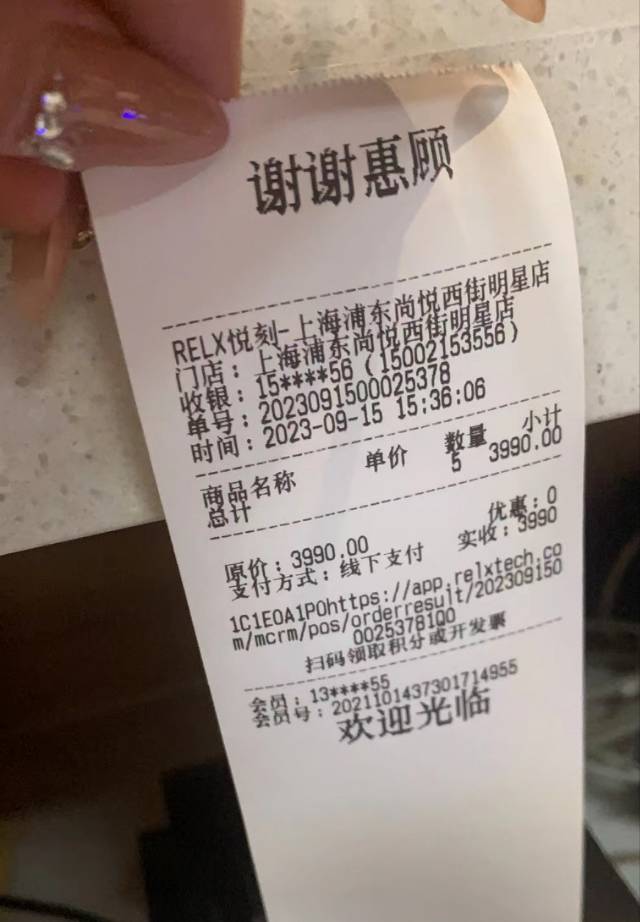 谢谢惠顾
RELX悦刻-上海浦东尚悦西街明星店
门店：上海浦东尚悦西街明星店
收银：15****56（15002153556）
单号：2023091500025378
时间：2023-09-15 15:36:06
商品名称 单价 数量 小计
总计 5 3990.00
原价：3990.00 优惠：0
支付方式：线下支付 实收：3990
1C1E0A1P0https://app.relxtech.co
m/mcrm/pos/orderresult/202309150
0025378100
扫码领取积分或开发票
会员：13****55
会员号：2021101437301714955
欢迎光临